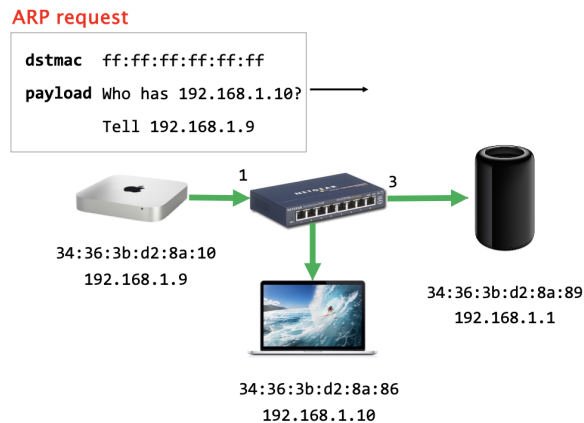 ARP request
dstmac ff:ff:ff:ff:ff:ff
payload Who has 192.168.1.10?
Tell 192.168.1.9
1
3
NETGEAR
34:36:3b:d2:8a:10
192.168.1.9
34:36:3b:d2:8a:89
192.168.1.1
34:36:3b:d2:8a:86
192.168.1.10